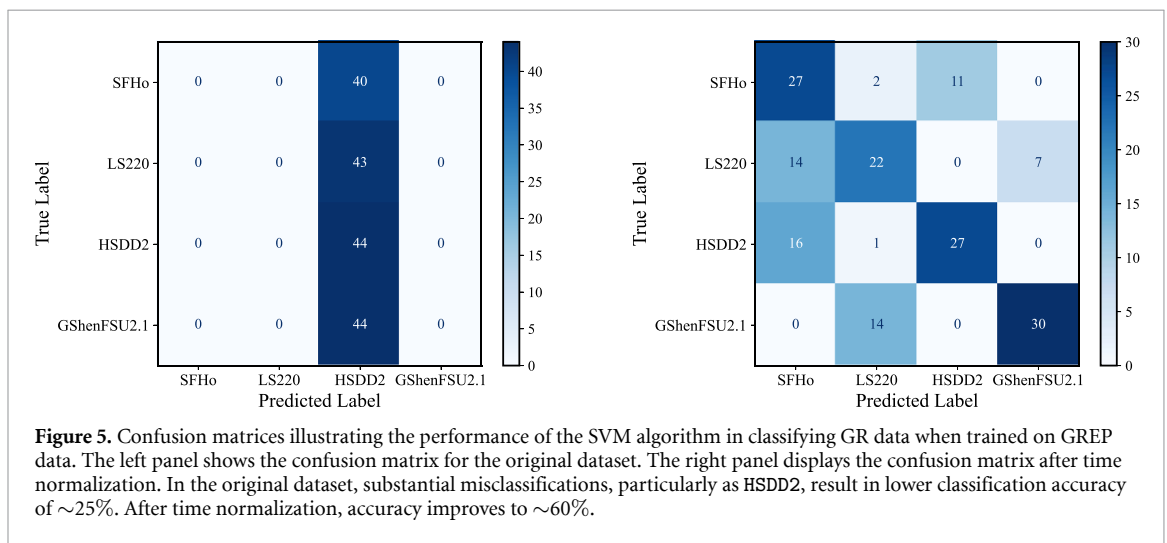 SFHo 0 0 40 0
LS220 0 0 43 0
HSDD2 0 0 44 0
GShenFSU2.1 0 0 44 0
SFHo LS220 HSDD2 GShenFSU2.1
Predicted Label
True Label
40
35
30
25
20
15
10
5
0
SFHo 27 2 11 0
LS220 14 22 0 7
HSDD2 16 1 27 0
GShenFSU2.1 0 14 0 30
SFHo LS220 HSDD2 GShenFSU2.1
Predicted Label
True Label
30
25
20
15
10
5
0
Figure 5. Confusion matrices illustrating the performance of the SVM algorithm in classifying GR data when trained on GREP
data. The left panel shows the confusion matrix for the original dataset. The right panel displays the confusion matrix after time
normalization. In the original dataset, substantial misclassifications, particularly as HSDD2, result in lower classification accuracy
of ∼25%. After time normalization, accuracy improves to ∼60%.